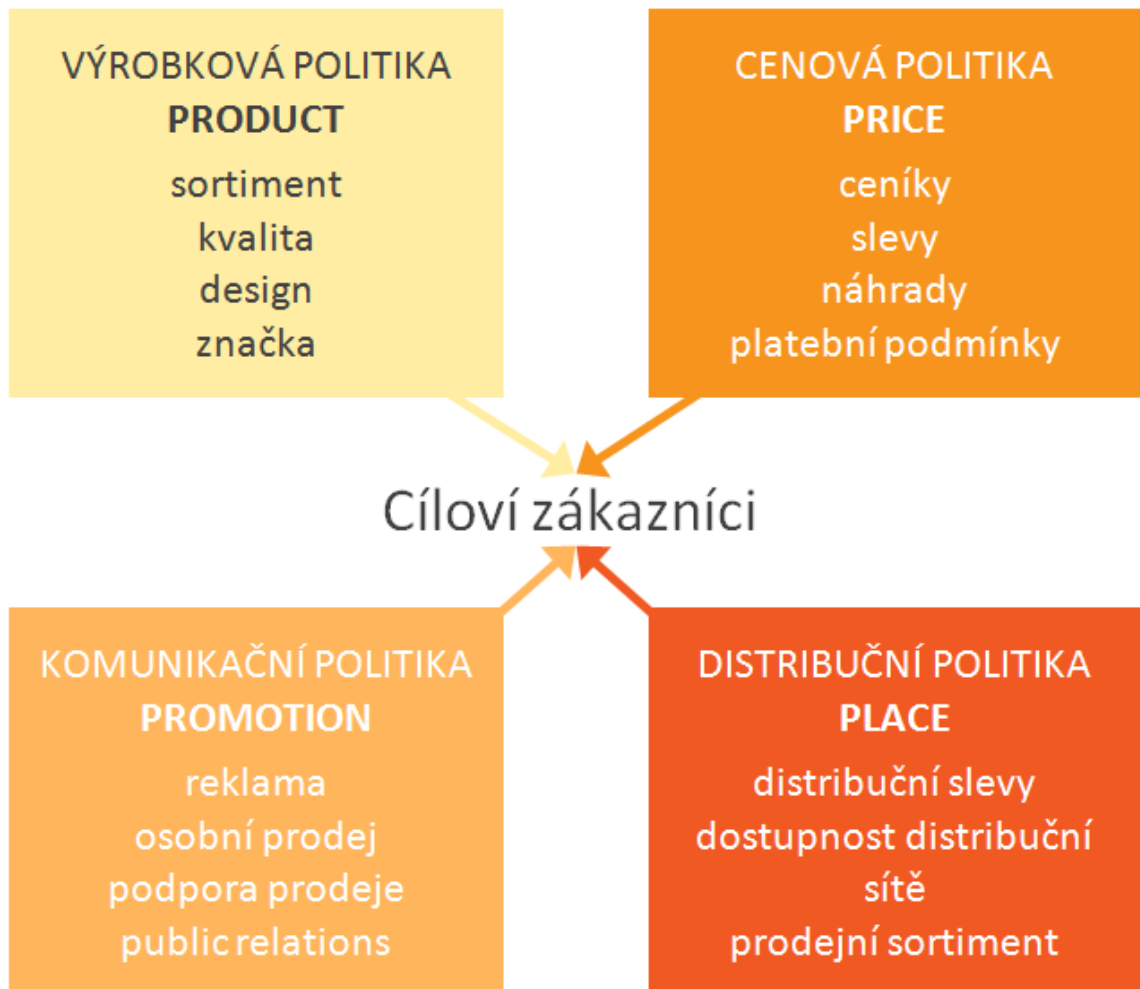 VÝROBKOVÁ POLITIKA
PRODUCT
sortiment
kvalita
design
značka
CENOVÁ POLITIKA
PRICE
ceníky
slevy
náhrady
platební podmínky
Cíloví zákazníci
KOMUNIKAČNÍ POLITIKA
PROMOTION
reklama
osobní prodej
podpora prodeje
public relations
DISTRIBUČNÍ POLITIKA
PLACE
distribuční slevy
dostupnost distribuční
sítě
prodejní sortiment